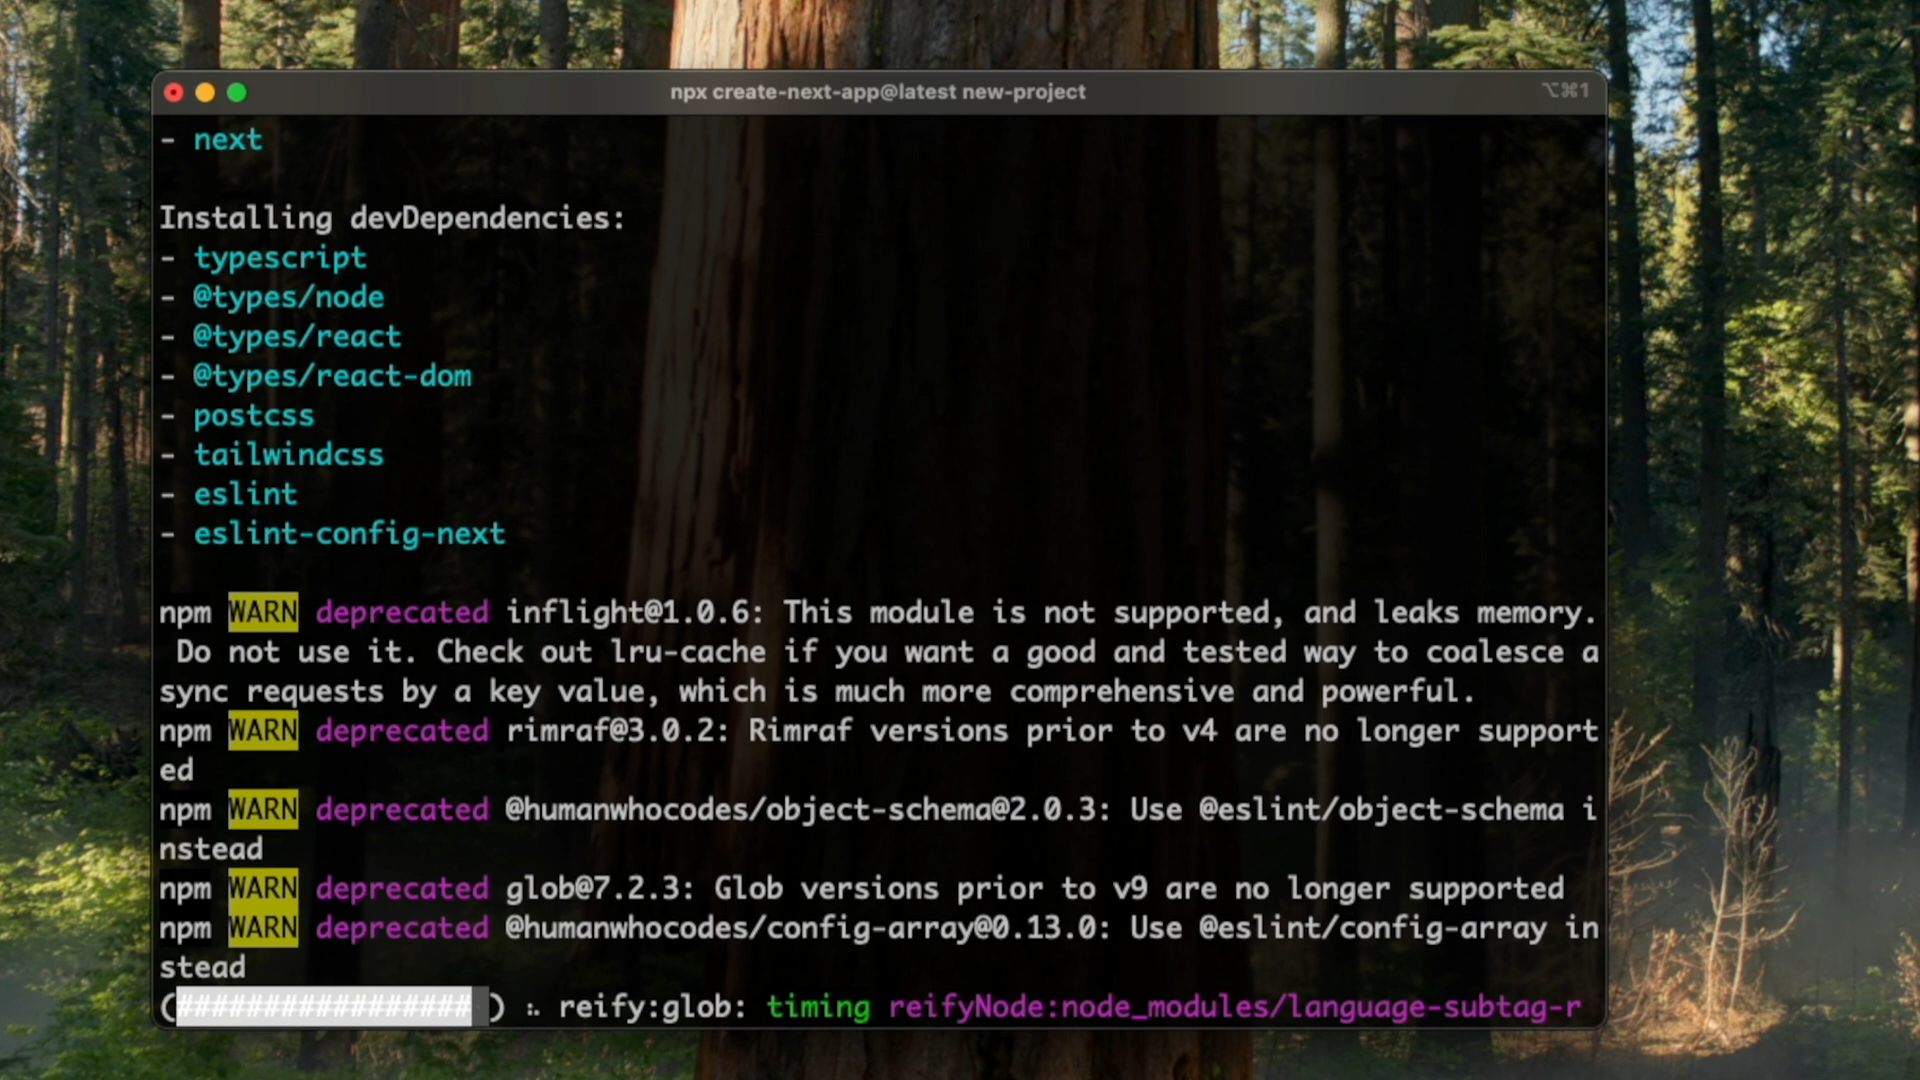 npx create-next-app@latest new-project
⌥⌘1
- next
Installing devDependencies:
- typescript
- @types/node
- @types/react
- @types/react-dom
- postcss
- tailwindcss
- eslint
- eslint-config-next
npm WARN deprecated inflight@1.0.6: This module is not supported, and leaks memory.
Do not use it. Check out lru-cache if you want a good and tested way to coalesce a
sync requests by a key value, which is much more comprehensive and powerful.
npm WARN deprecated rimraf@3.0.2: Rimraf versions prior to v4 are no longer support
ed
npm WARN deprecated @humanwhocodes/object-schema@2.0.3: Use @eslint/object-schema i
nstead
npm WARN deprecated glob@7.2.3: Glob versions prior to v9 are no longer supported
npm WARN deprecated @humanwhocodes/config-array@0.13.0: Use @eslint/config-array in
stead
(#################) ⠦ reify:glob: timing reifyNode:node_modules/language-subtag-r